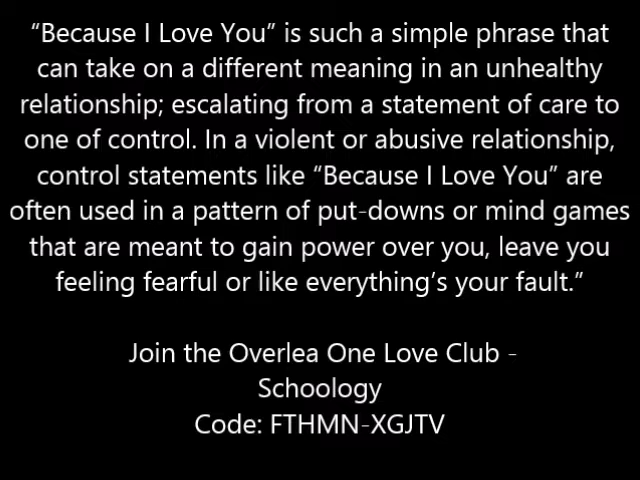 “Because I Love You” is such a simple phrase that
can take on a different meaning in an unhealthy
relationship; escalating from a statement of care to
one of control. In a violent or abusive relationship,
control statements like “Because I Love You” are
often used in a pattern of put-downs or mind games
that are meant to gain power over you, leave you
feeling fearful or like everything’s your fault.”
Join the Overlea One Love Club -
Schoology
Code: FTHMN-XGJTV